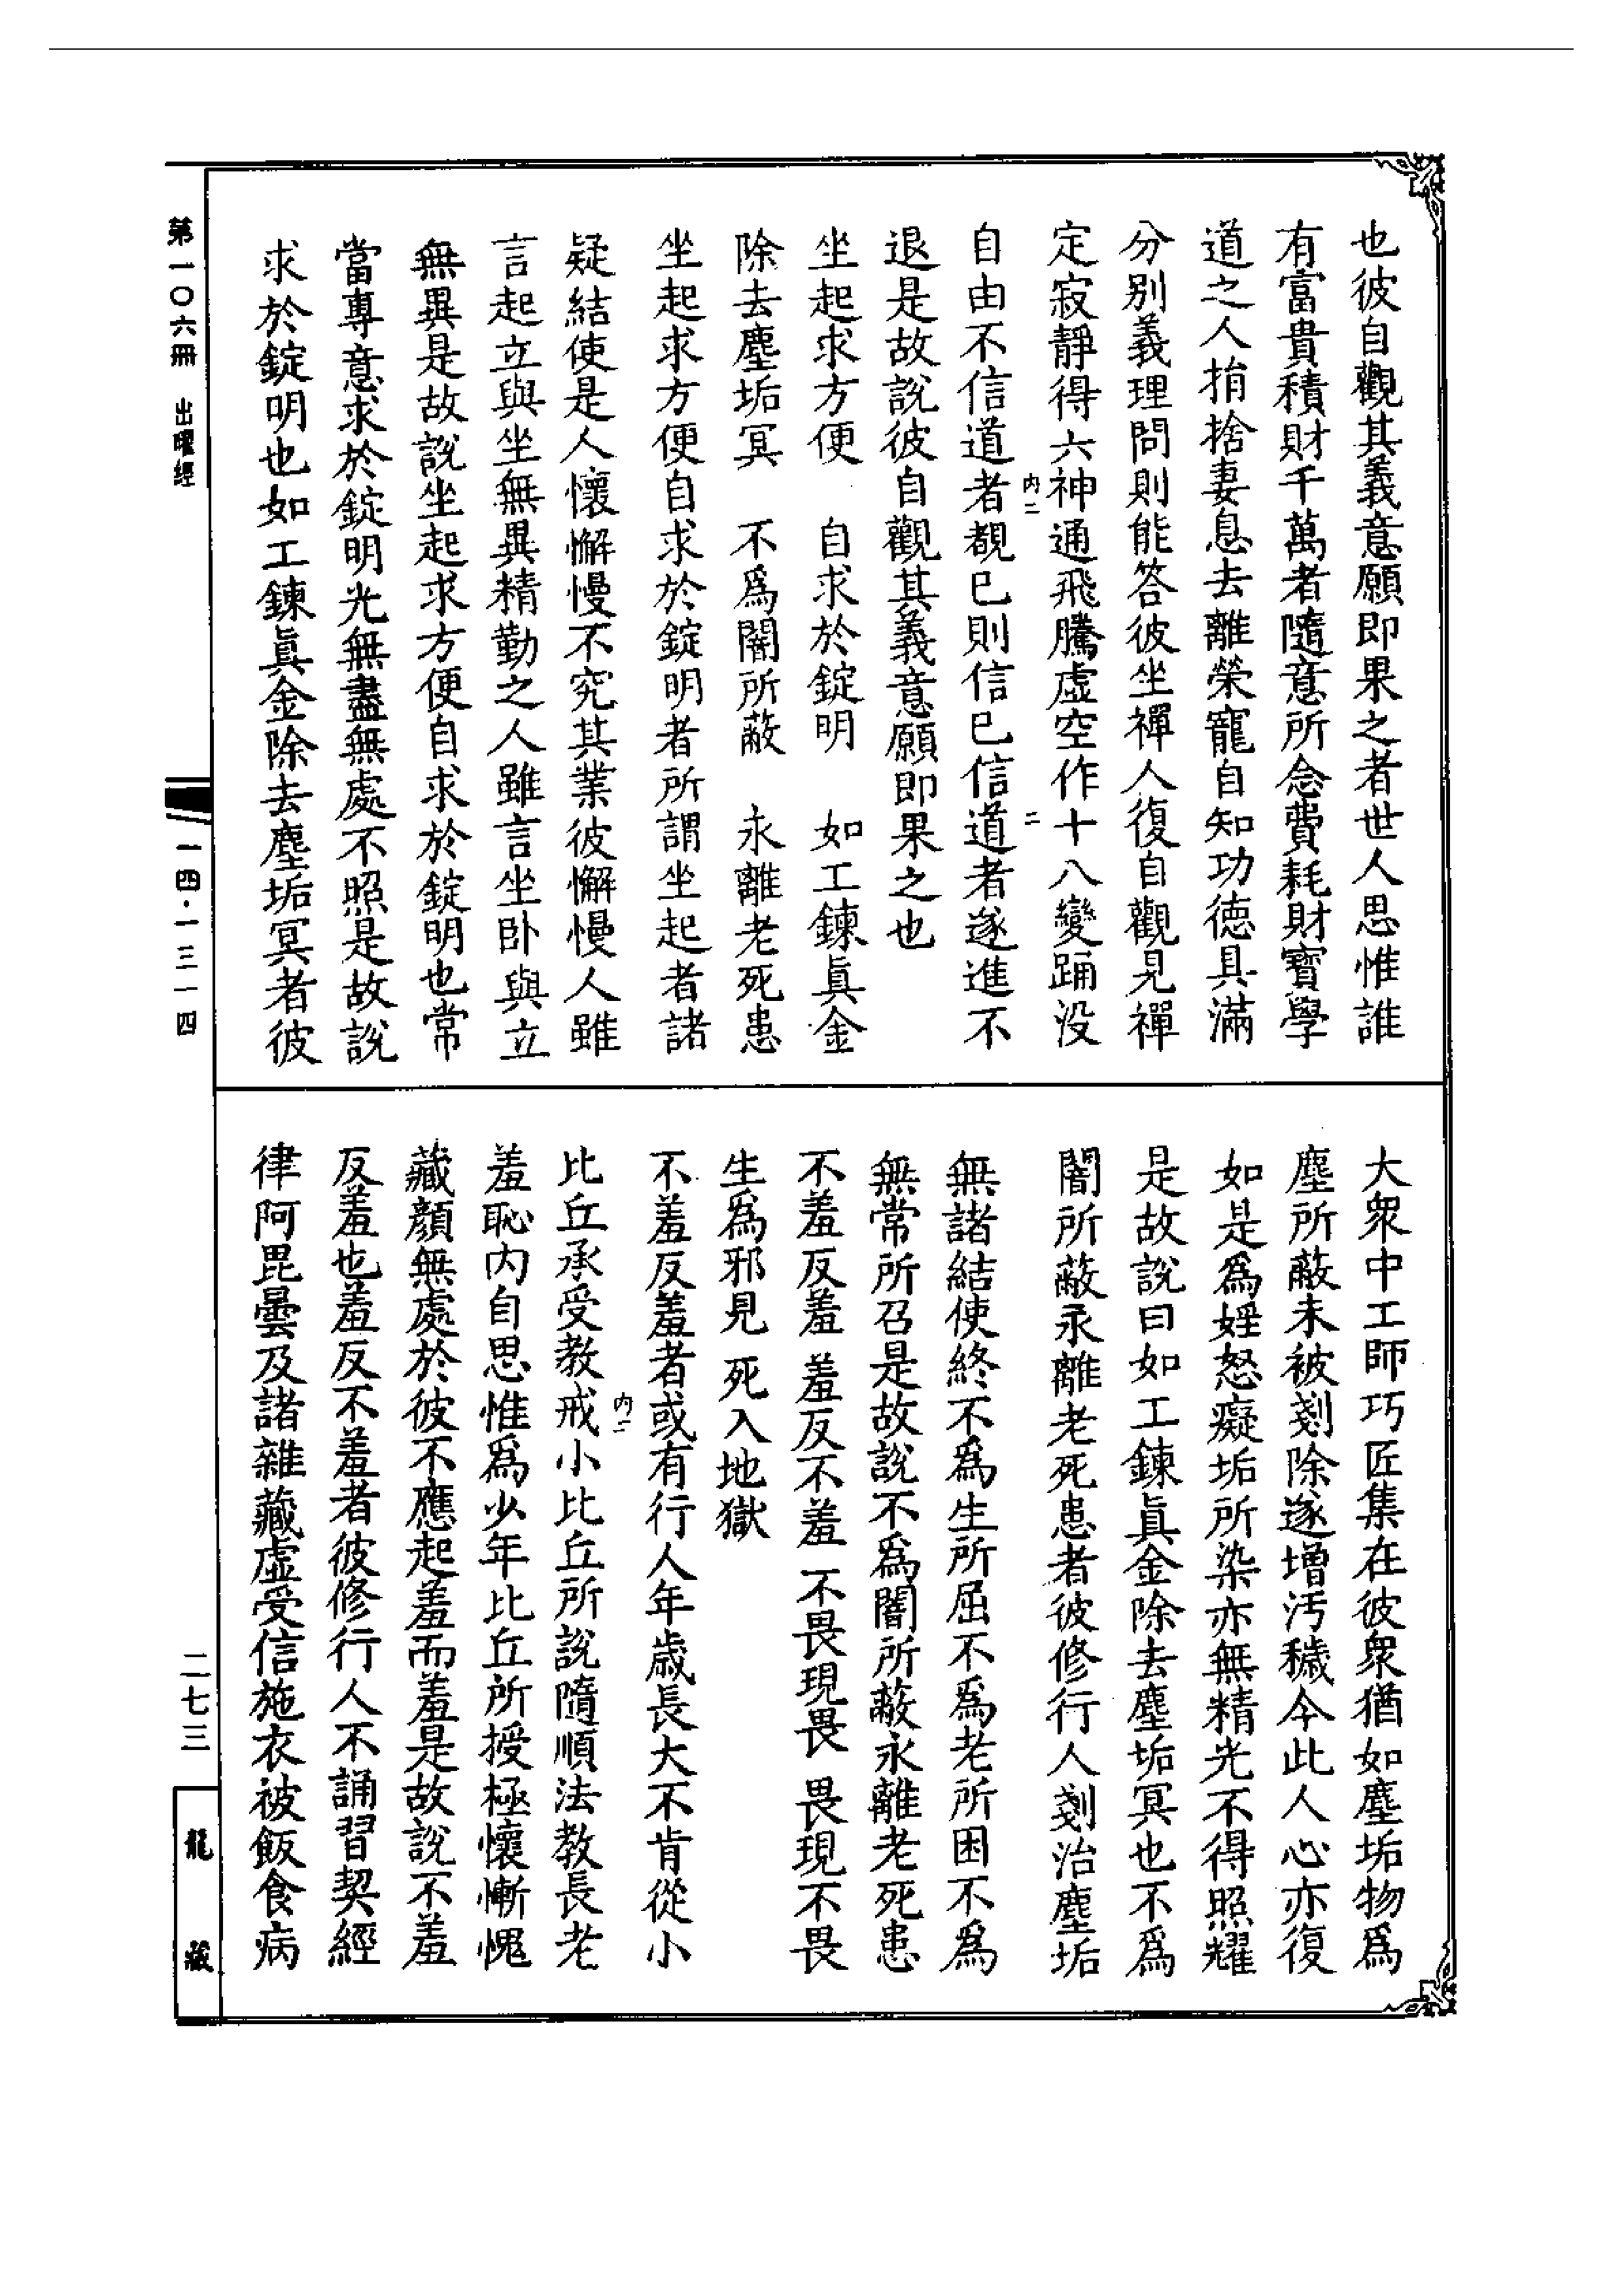 也彼自觀其義意願即果之者世人思惟誰
有富貴積財千萬者隨意所念費耗財寶學
道之人捐捨妻息去離榮寵自知功德具滿
分別義理問則能答彼坐禪人復自觀見禪
定寂靜得六神通飛騰虛空作十八變踊没
内二 二
自由不信道者覩已則信已信道者遂進不
退是故說彼自觀其義意願即果之也
坐起求方便 自求於錠明 如工鍊眞金
除去塵垢冥 不爲闇所蔽 永離老死患
坐起求方便自求於錠明者所謂坐起者諸
疑結使是人懷懈慢不究其業彼懈慢人雖
言起立與坐無異精勤之人雖言坐卧與立
無異是故說坐起求方便自求於錠明也常
當專意求於錠明光無盡無處不照是故說
求於錠明也如工鍊眞金除去塵垢冥者彼
大衆中工師巧匠集在彼衆猶如塵垢物爲
塵所蔽未被剗除遂增污穢今此人心亦復
如是爲婬怒癡垢所染亦無精光不得照耀
是故說曰如工鍊眞金除去塵垢冥也不爲
闇所蔽永離老死患者彼修行人剗治塵垢
無諸結使終不爲生所屈不爲老所困不爲
無常所召是故說不爲闇所蔽永離老死患
不羞反羞 羞反不羞 不畏現畏 畏現不畏
生爲邪見 死入地獄
不羞反羞者或有行人年歲長大不肯從小
内二
比丘承受教戒小比丘所說隨順法教長老
羞恥内自思惟爲少年比丘所授極懷慚愧
藏顏無處於彼不應起羞而羞是故說不羞
反羞也羞反不羞者彼修行人不誦習契經
律阿毘曇及諸雜藏虛受信施衣被飯食病
第一〇六冊 出曜經
一四·一三一四
二七三
龍藏